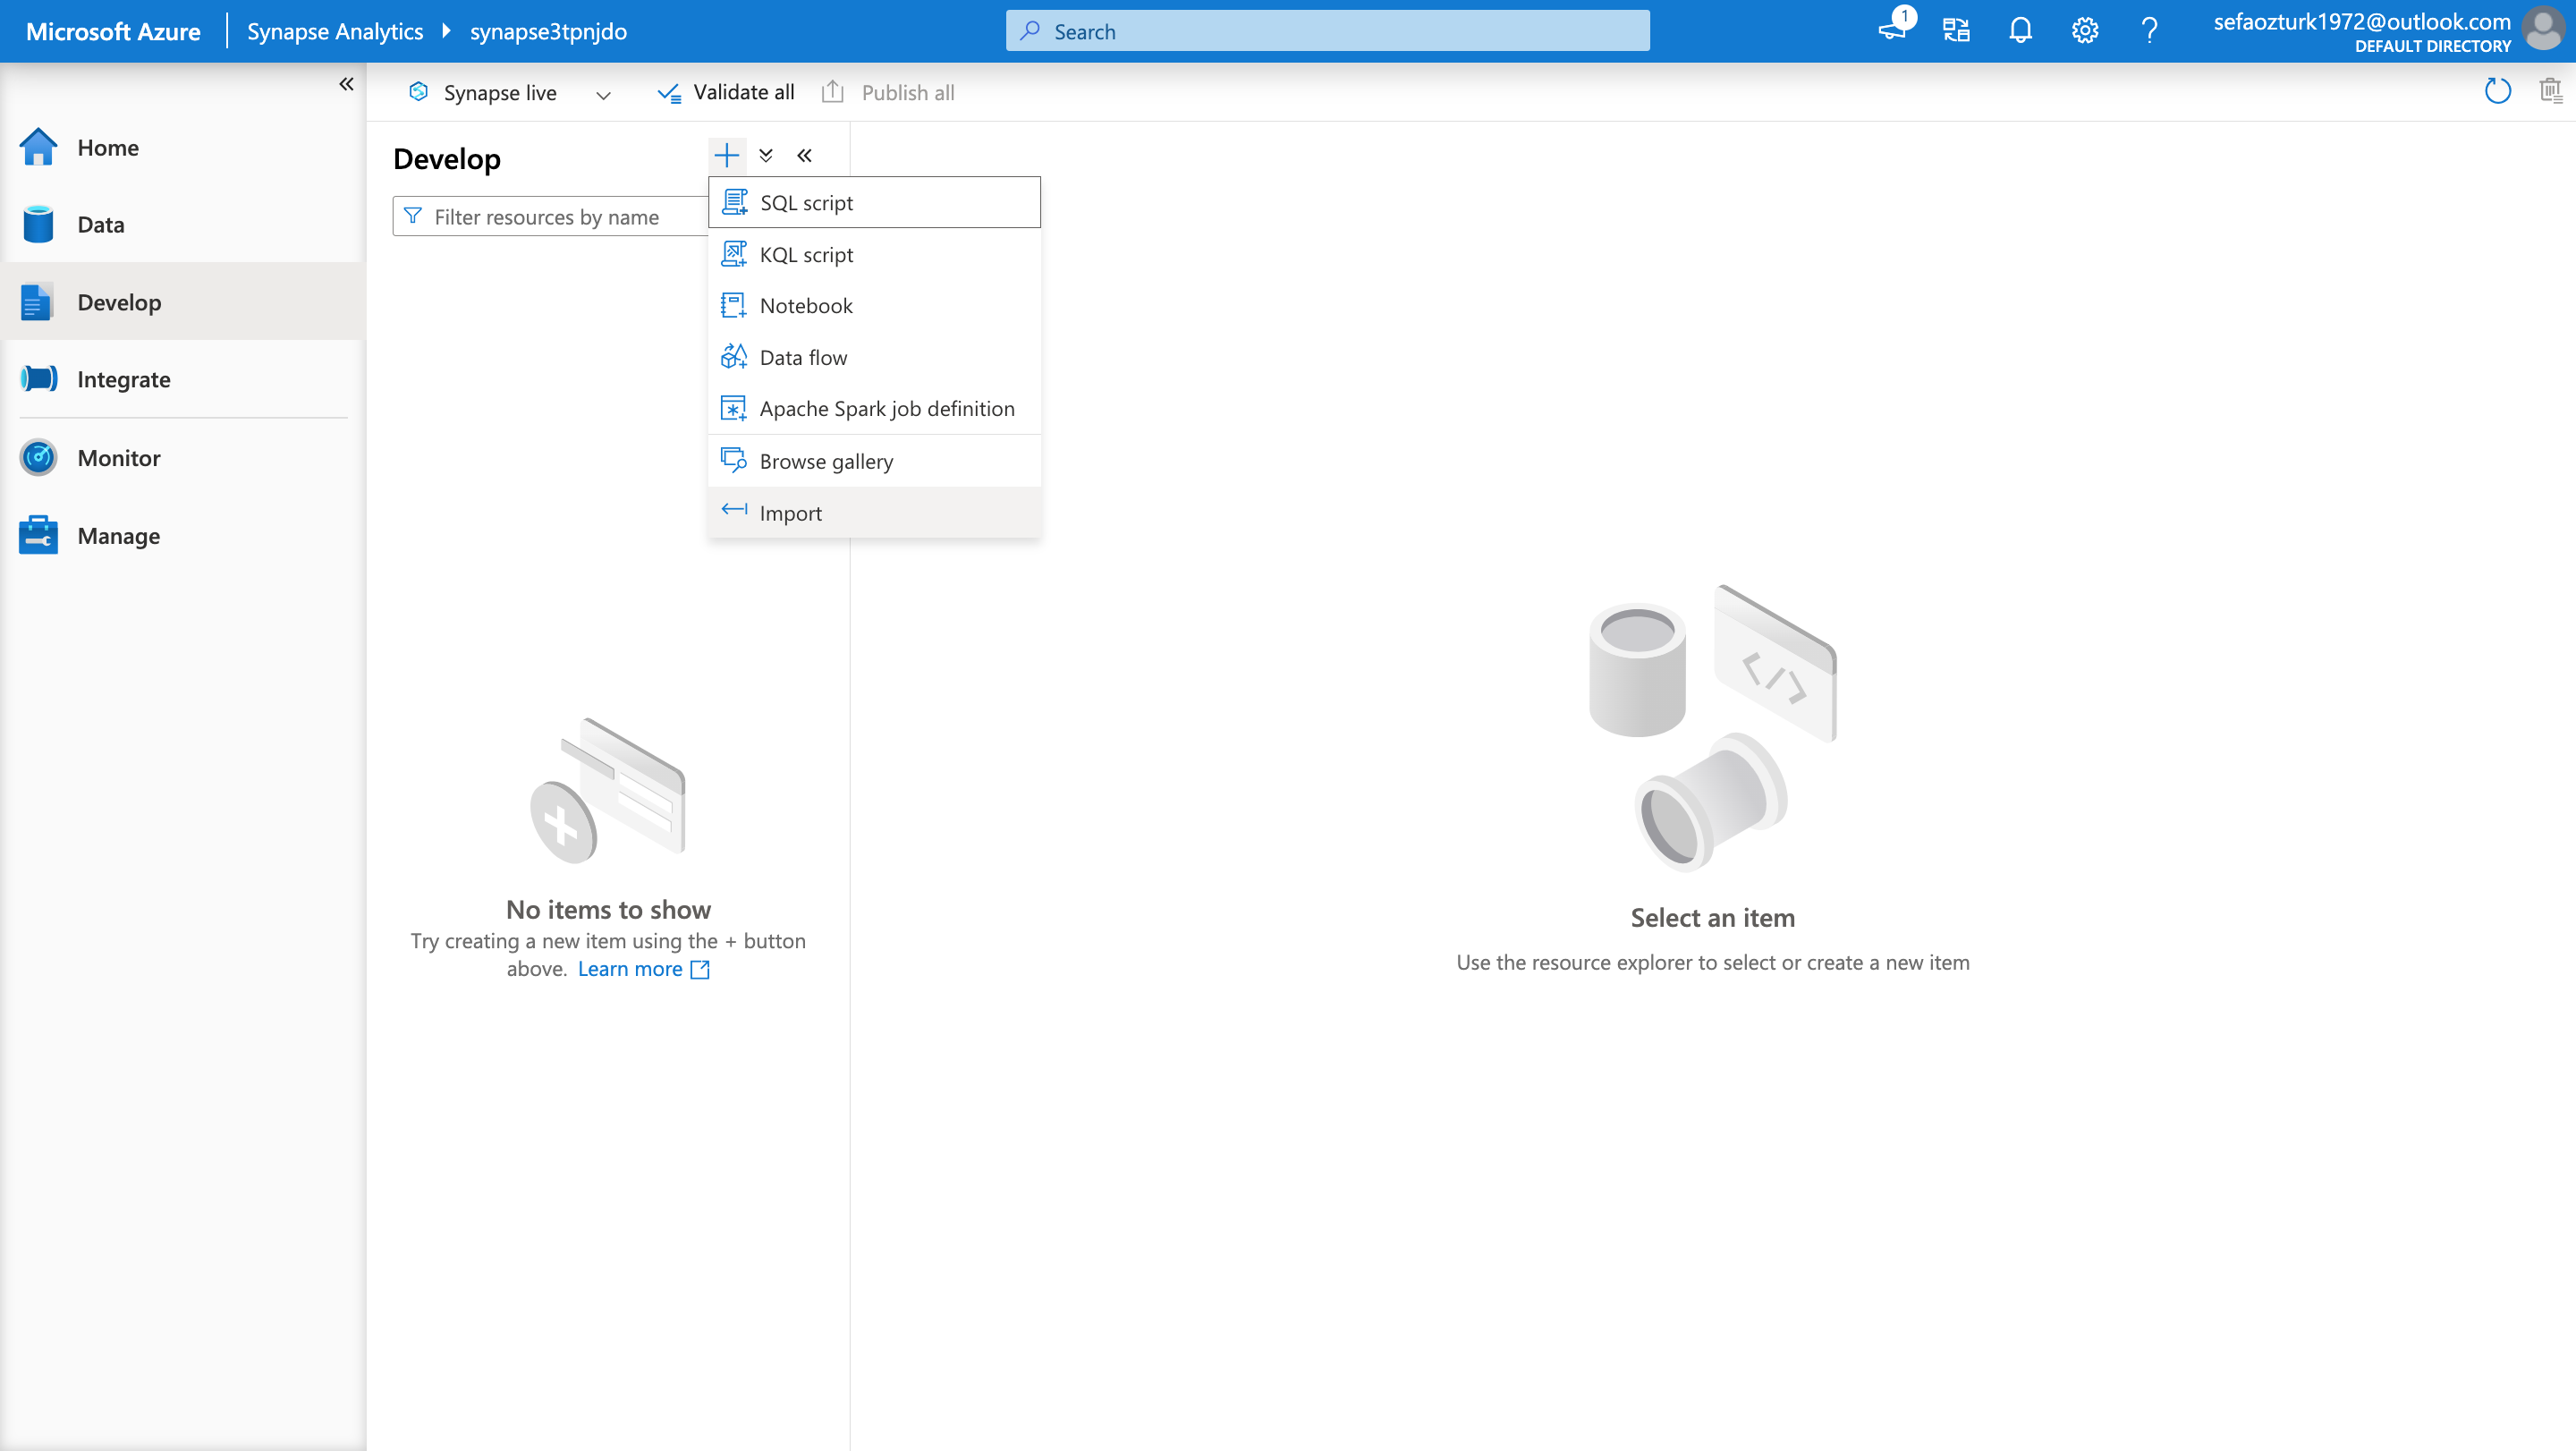 Microsoft Azure
Synapse Analytics
synapse3tpnjdo
Search
1
sefaozturk1972@outlook.com
DEFAULT DIRECTORY
Synapse live
Validate all
Publish all
Home
Data
Develop
Integrate
Monitor
Manage
Develop
Filter resources by name
SQL script
KQL script
Notebook
Data flow
Apache Spark job definition
Browse gallery
Import
No items to show
Try creating a new item using the + button
above. Learn more
Select an item
Use the resource explorer to select or create a new item